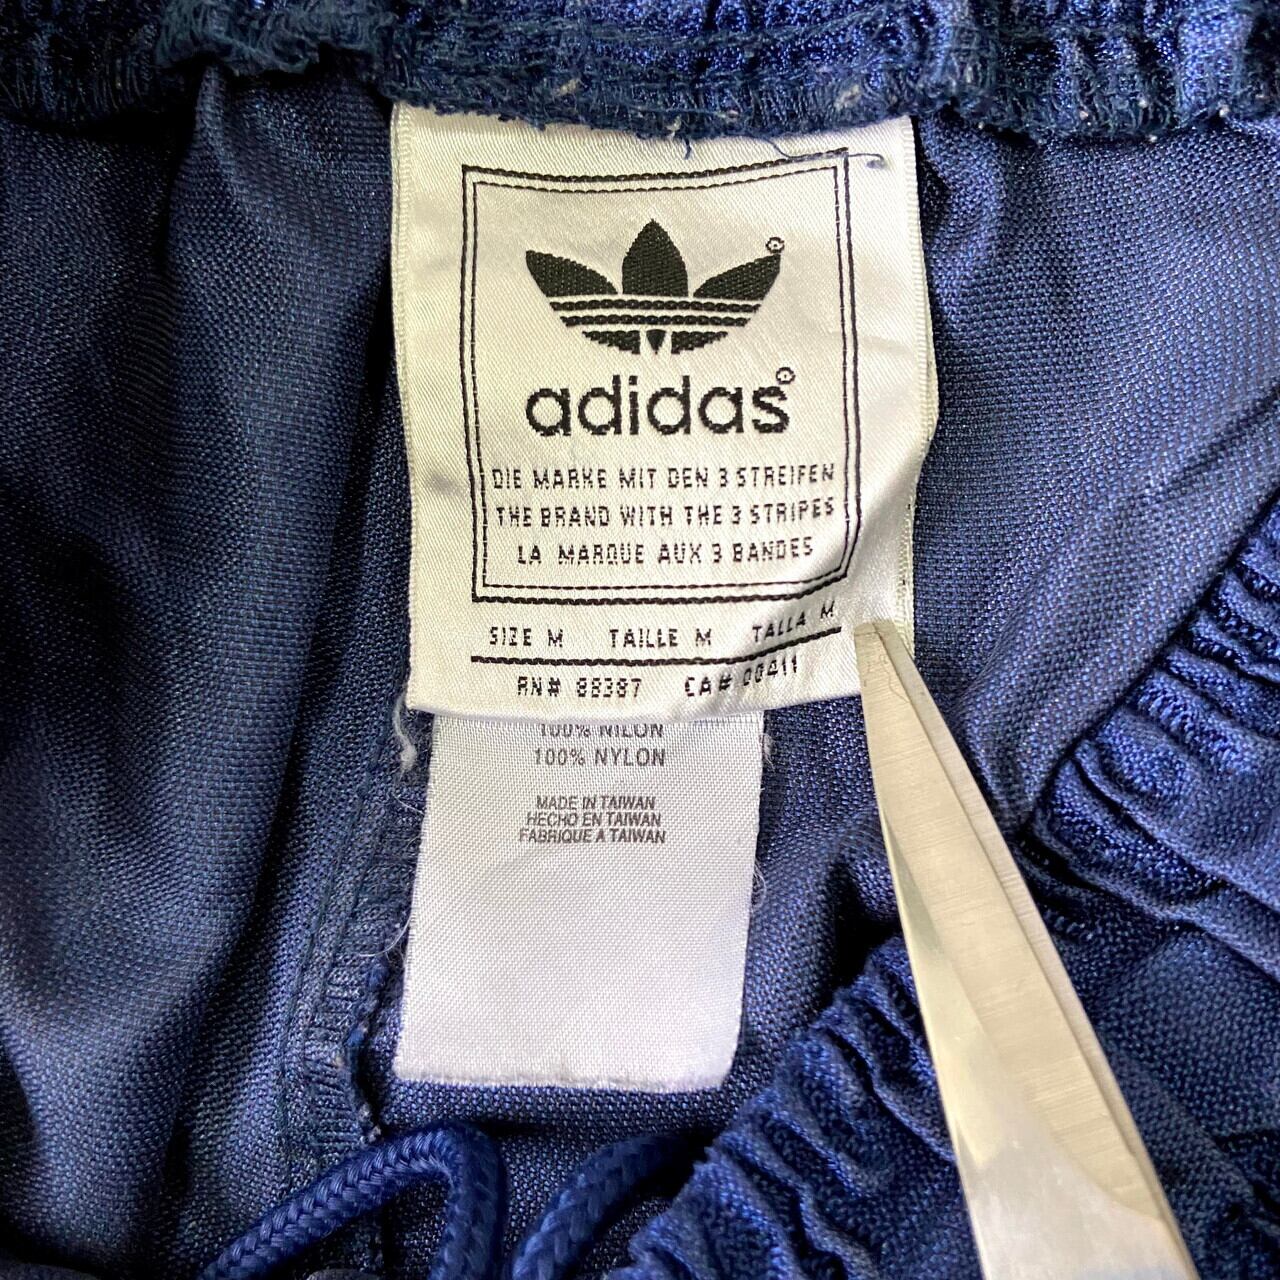 adidas
DIE MARKE MIT DEN 3 STREIFEN
THE BRAND WITH THE 3 STRIPES
LA MARQUE AUX 3 BANDES
SIZE M TAILLE M TALLA M
RN# 88387 CA# 00411
100% NILON
100% NYLON
MADE IN TAIWAN
HECHO EN TAIWAN
FABRIQUE A TAIWAN